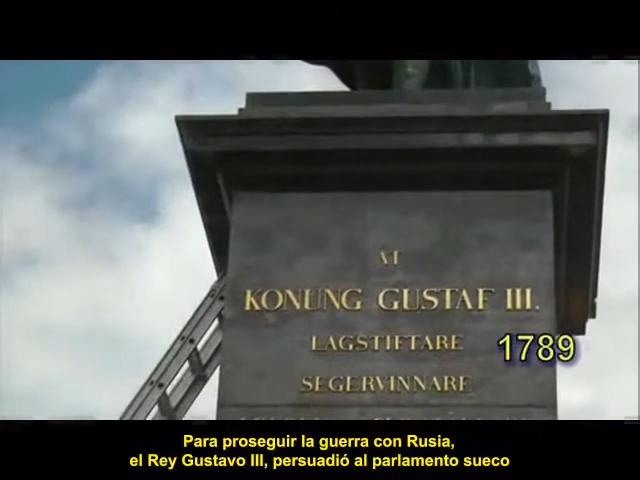 ÅT
KONUNG GUSTAF III.
LAGSTIFTARE
SEGERVINNARE
1789
Para proseguir la guerra con Rusia,
el Rey Gustavo III, persuadió al parlamento sueco